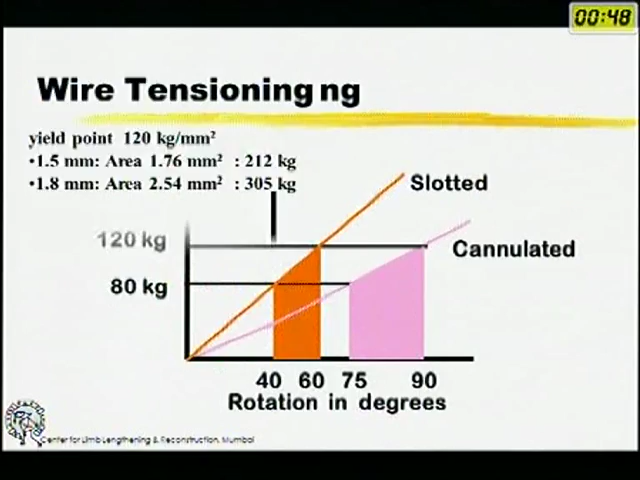 00:48
Wire Tensioning ng
yield point 120 kg/mm²
•1.5 mm: Area 1.76 mm² : 212 kg
•1.8 mm: Area 2.54 mm² : 305 kg
Slotted
120 kg
Cannulated
80 kg
40 60 75 90
Rotation in degrees
Center for Limb Lengthening & Reconstruction, Mumbai